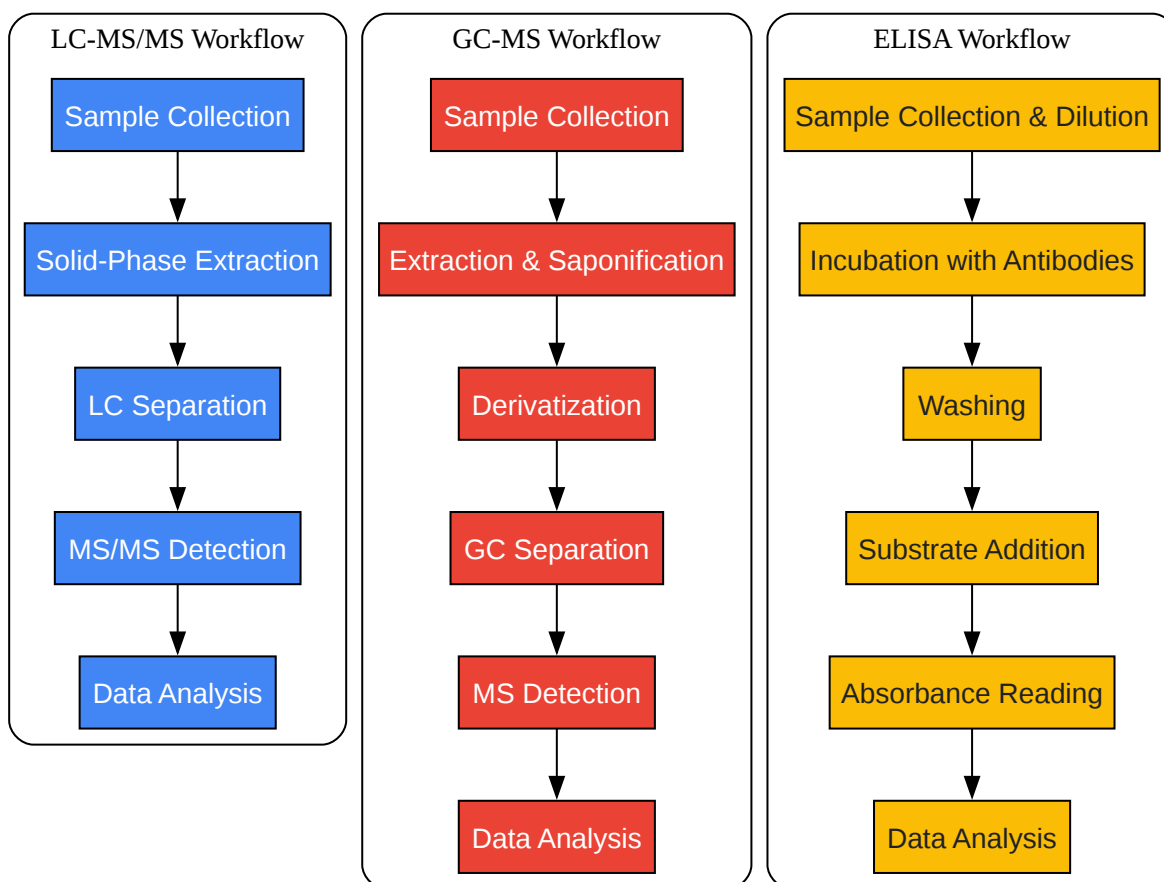 LC-MS/MS Workflow
Sample Collection
Solid-Phase Extraction
LC Separation
MS/MS Detection
Data Analysis
GC-MS Workflow
Sample Collection
Extraction & Saponification
Derivatization
GC Separation
MS Detection
Data Analysis
ELISA Workflow
Sample Collection & Dilution
Incubation with Antibodies
Washing
Substrate Addition
Absorbance Reading
Data Analysis